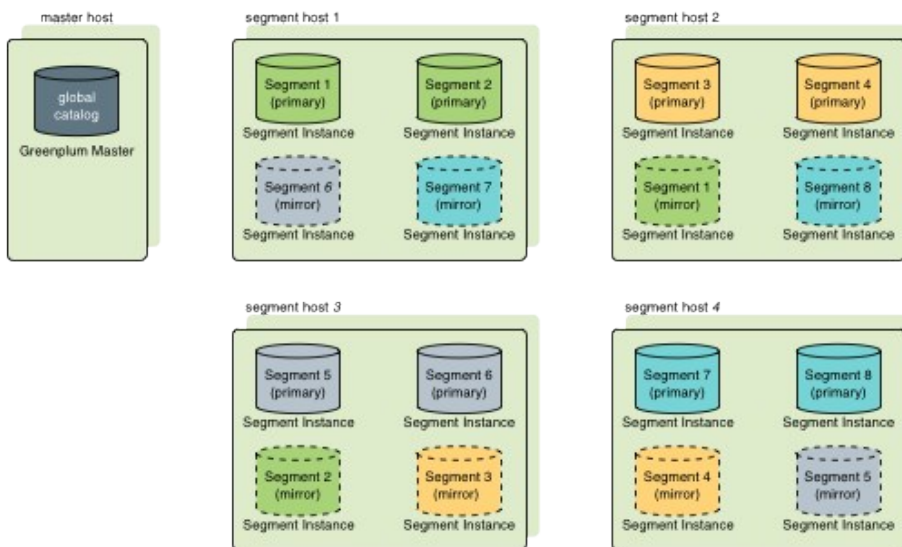 master host
global
catalog
Greenplum Master
segment host 1
Segment 1
(primary)
Segment Instance
Segment 2
(primary)
Segment Instance
Segment 6
(mirror)
Segment Instance
Segment 7
(mirror)
Segment Instance
segment host 2
Segment 3
(primary)
Segment Instance
Segment 4
(primary)
Segment Instance
Segment 1
(mirror)
Segment Instance
Segment 8
(mirror)
Segment Instance
segment host 3
Segment 5
(primary)
Segment Instance
Segment 6
(primary)
Segment Instance
Segment 2
(mirror)
Segment Instance
Segment 3
(mirror)
Segment Instance
segment host 4
Segment 7
(primary)
Segment Instance
Segment 8
(primary)
Segment Instance
Segment 4
(mirror)
Segment Instance
Segment 5
(mirror)
Segment Instance